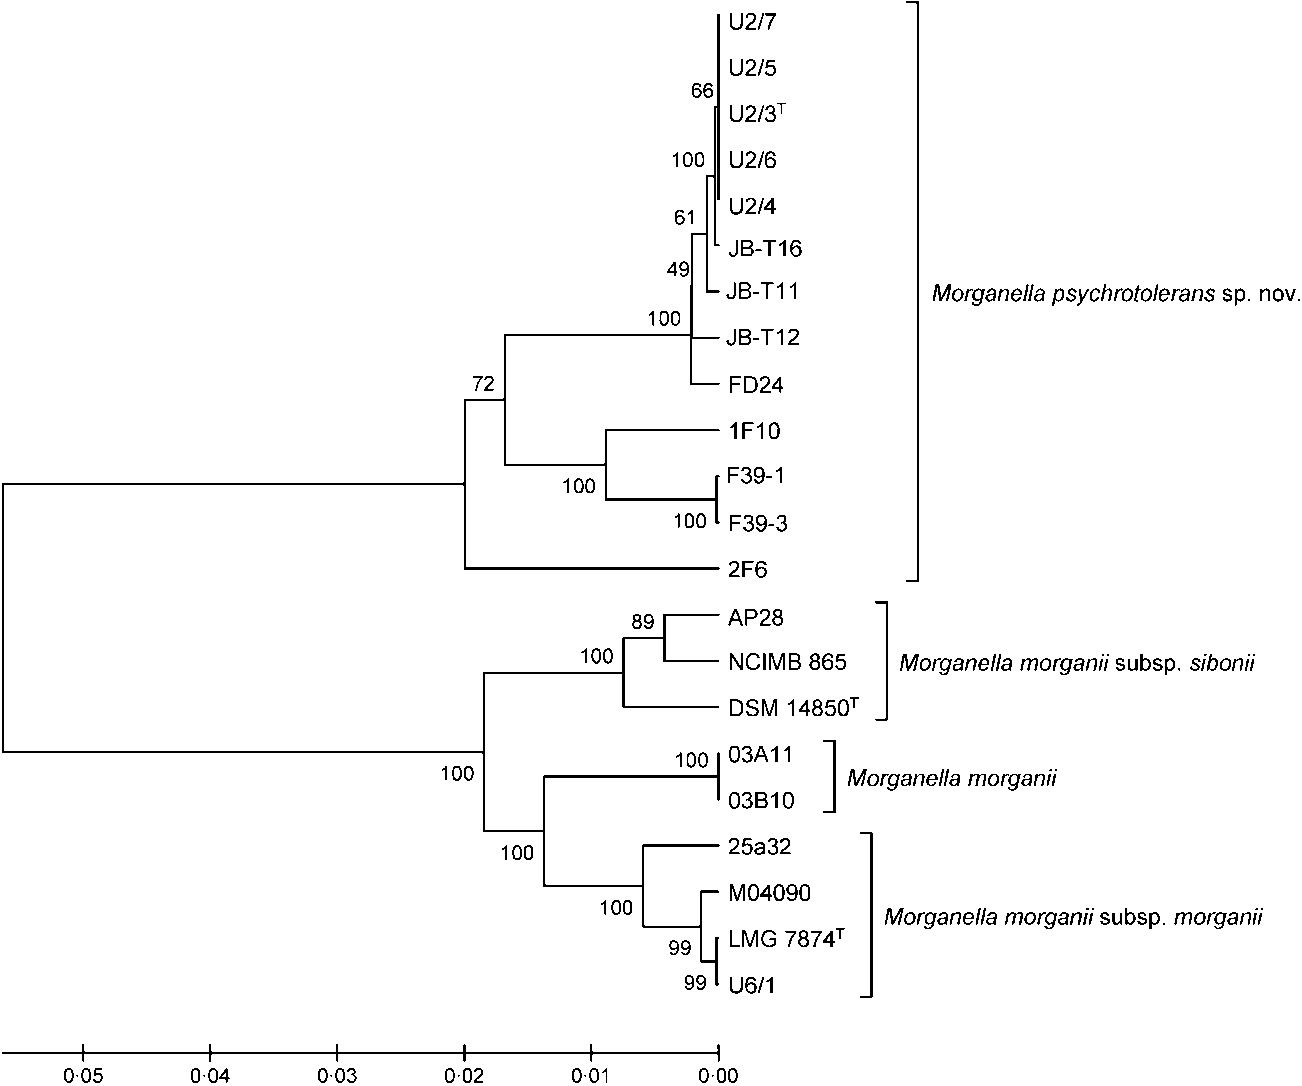 U2/7
U2/5
66
U2/3ᵀ
100
U2/6
U2/4
61
JB-T16
49
JB-T11
Morganella psychrotolerans sp. nov.
100
JB-T12
72
FD24
1F10
F39-1
100
100
F39-3
2F6
89
AP28
100
NCIMB 865
Morganella morganii subsp. sibonii
DSM 14850ᵀ
100
03A11
100
Morganella morganii
03B10
25a32
100
M04090
100
Morganella morganii subsp. morganii
LMG 7874ᵀ
99
99
U6/1
0·05 0·04 0·03 0·02 0·01 0·00